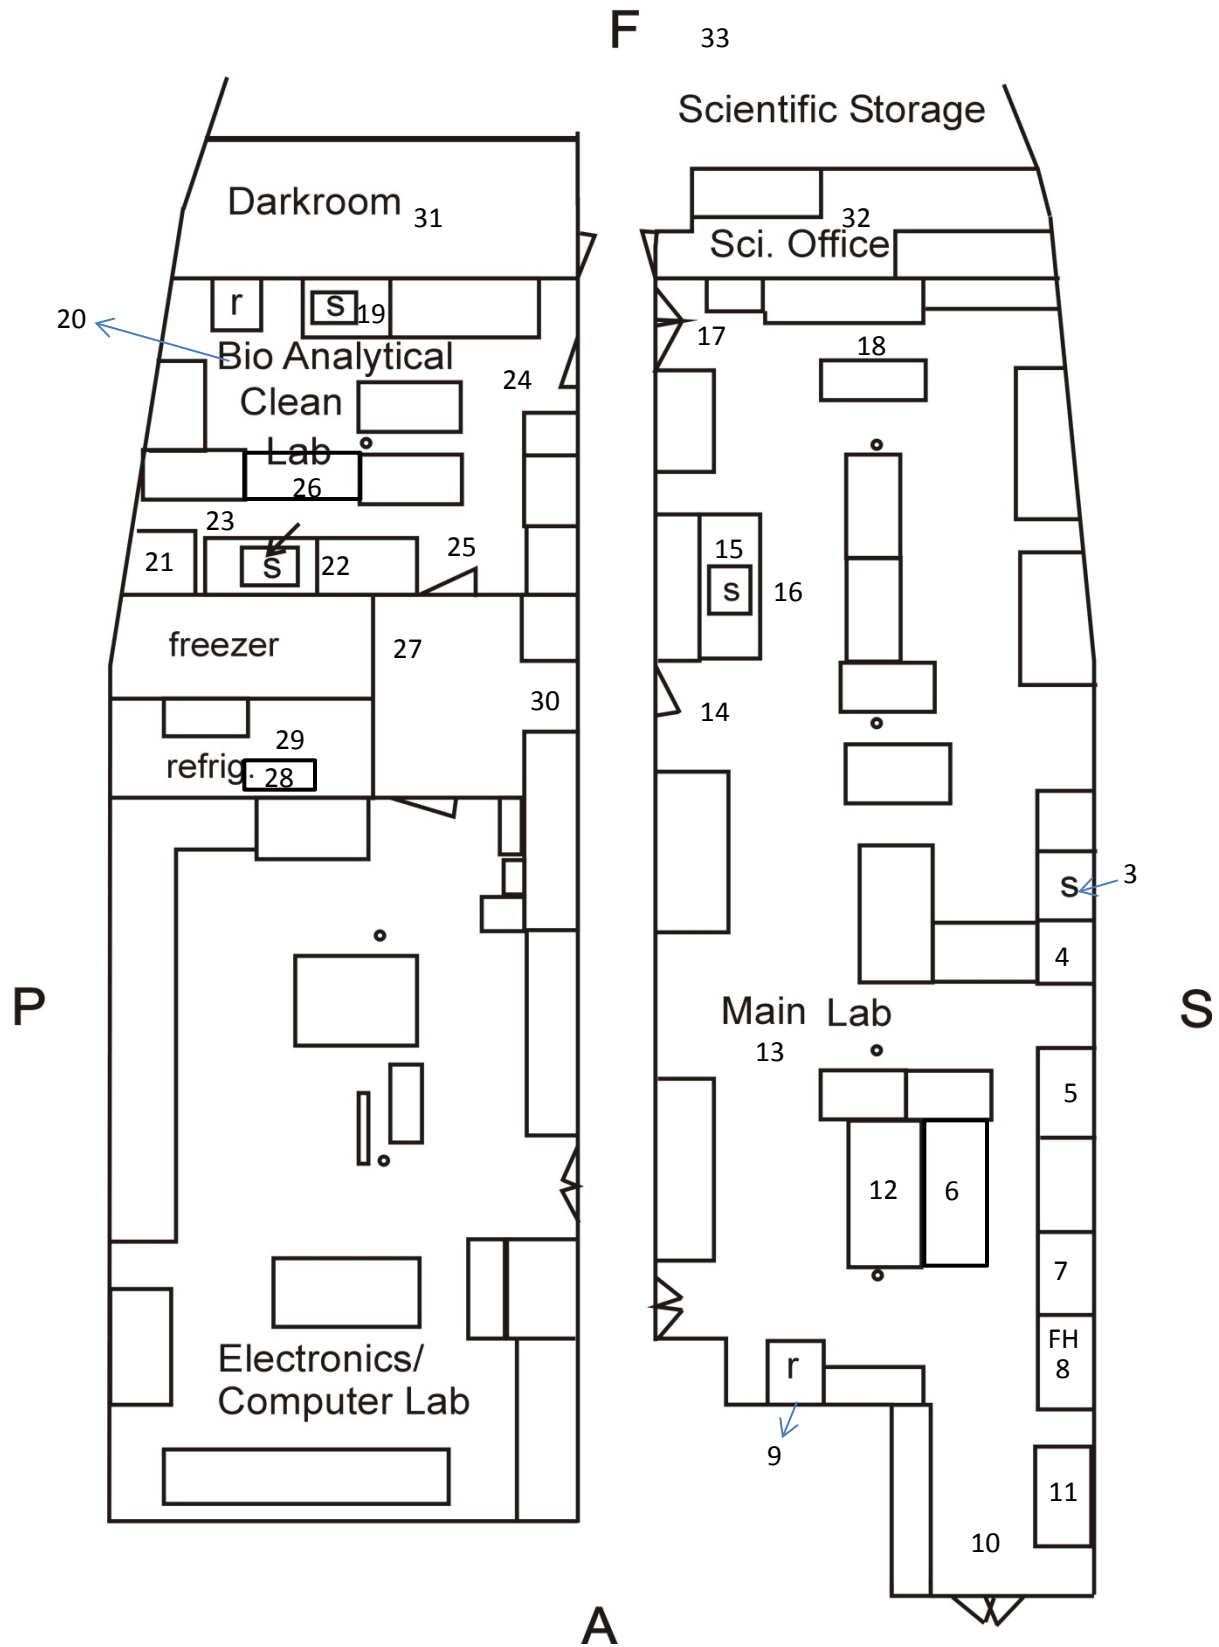 F
33
Scientific Storage
Darkroom
31
32
Sci. Office
r
s
19
20
17
Bio Analytical
24
18
Clean
Lab
26
23
25
15
21
s
22
s
16
freezer
27
30
14
29
refrig.
28
3
s
4
P
S
Main Lab
13
5
12
6
7
FH
8
r
Electronics/
Computer Lab
9
11
10
A